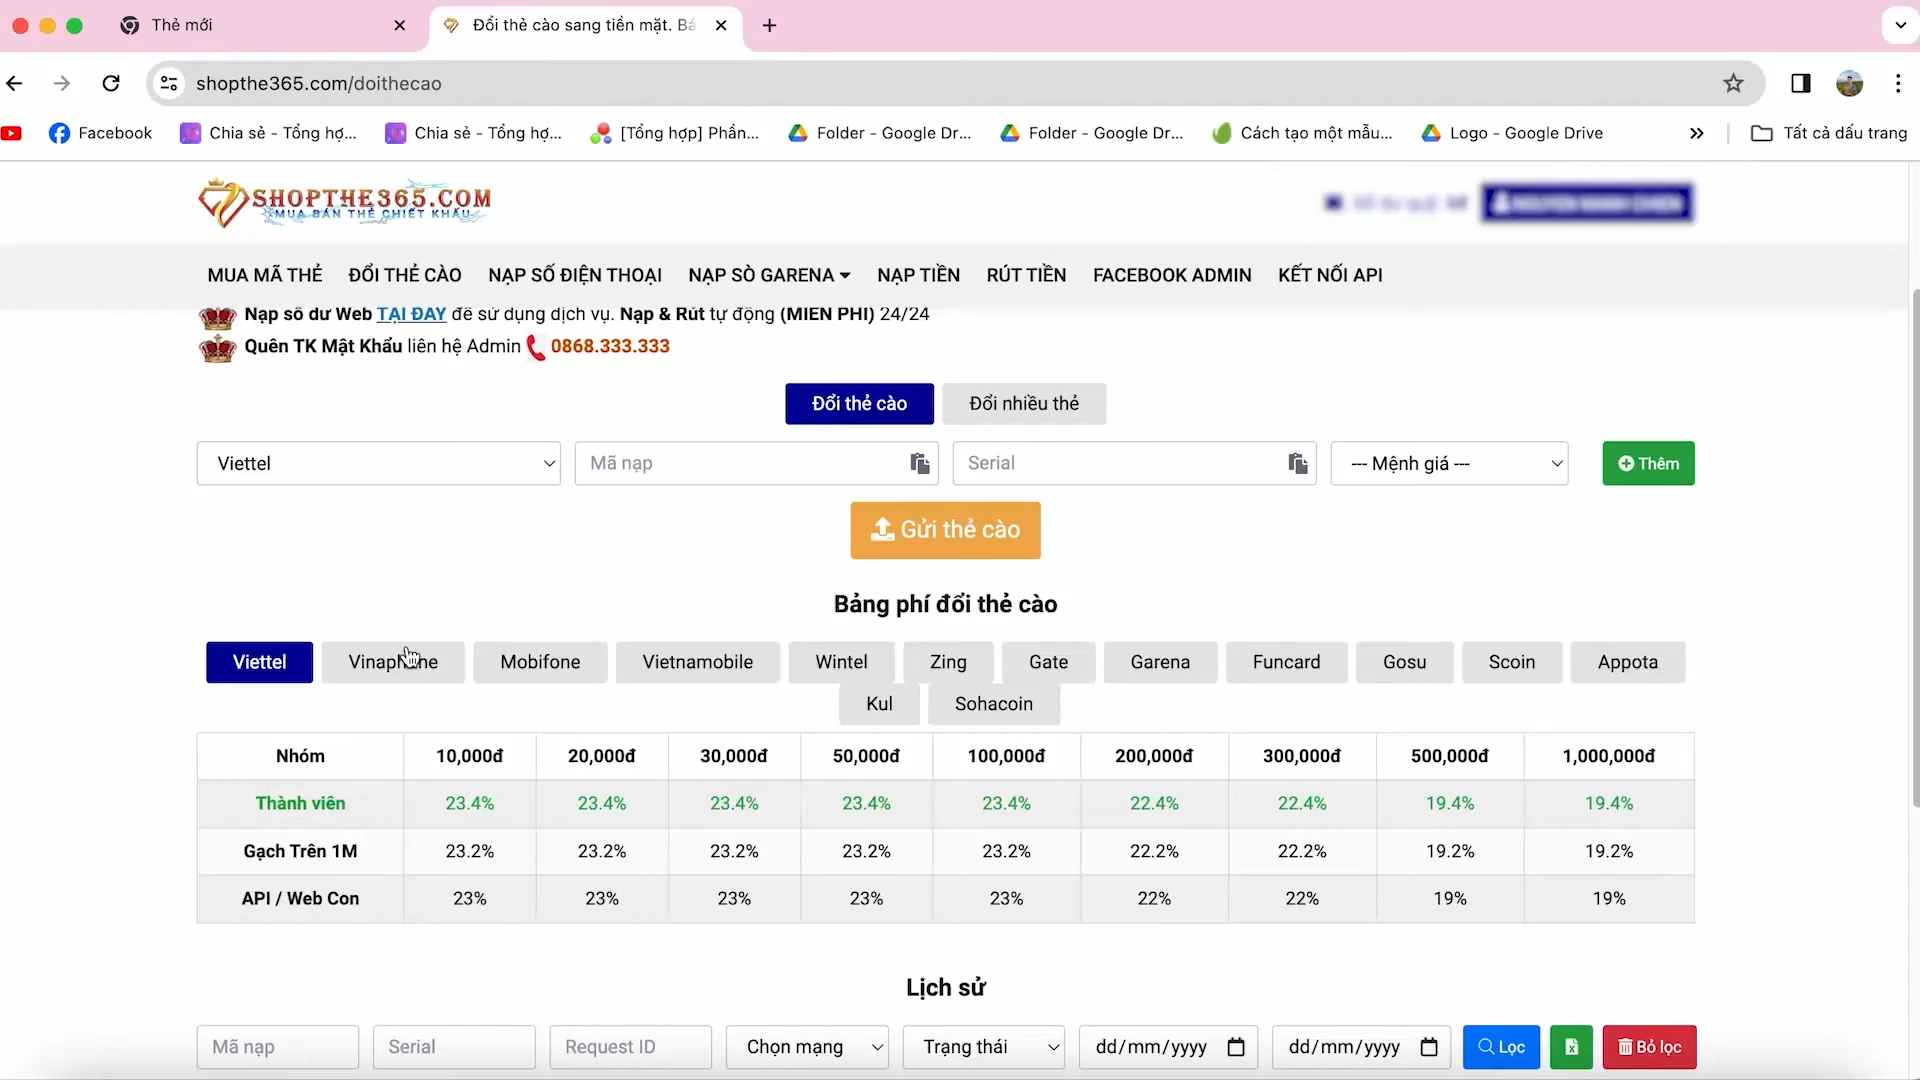 Thẻ mới
Đổi thẻ cào sang tiền mặt. Bá
shopthe365.com/doithecao
Facebook
Chia sẻ - Tổng hợ...
Chia sẻ - Tổng hợ...
[Tổng hợp] Phần...
Folder - Google Dr...
Folder - Google Dr...
Cách tạo một mẫu...
Logo - Google Drive
Tất cả dấu trang
SHOPTHE365.COM
MUA BÁN THẺ CHIẾT KHẤU
MUA MÃ THẺ ĐỔI THẺ CÀO NẠP SỐ ĐIỆN THOẠI NẠP SÒ GARENA NẠP TIỀN RÚT TIỀN FACEBOOK ADMIN KẾT NỐI API
Nạp số dư Web TẠI ĐÂY để sử dụng dịch vụ. Nạp & Rút tự động (MIỄN PHÍ) 24/24
Quên TK Mật Khẩu liên hệ Admin 0868.333.333
Đổi thẻ cào Đổi nhiều thẻ
Viettel Mã nạp Serial --- Mệnh giá --- Thêm
Gửi thẻ cào
Bảng phí đổi thẻ cào
Viettel Vinaphone Mobifone Vietnamobile Wintel Zing Gate Garena Funcard Gosu Scoin Appota
Kul Sohacoin
Nhóm 10,000đ 20,000đ 30,000đ 50,000đ 100,000đ 200,000đ 300,000đ 500,000đ 1,000,000đ
Thành viên 23.4% 23.4% 23.4% 23.4% 23.4% 22.4% 22.4% 19.4% 19.4%
Gạch Trên 1M 23.2% 23.2% 23.2% 23.2% 23.2% 22.2% 22.2% 19.2% 19.2%
API / Web Con 23% 23% 23% 23% 23% 22% 22% 19% 19%
Lịch sử
Mã nạp Serial Request ID Chọn mạng Trạng thái dd/mm/yyyy dd/mm/yyyy Lọc Bỏ lọc